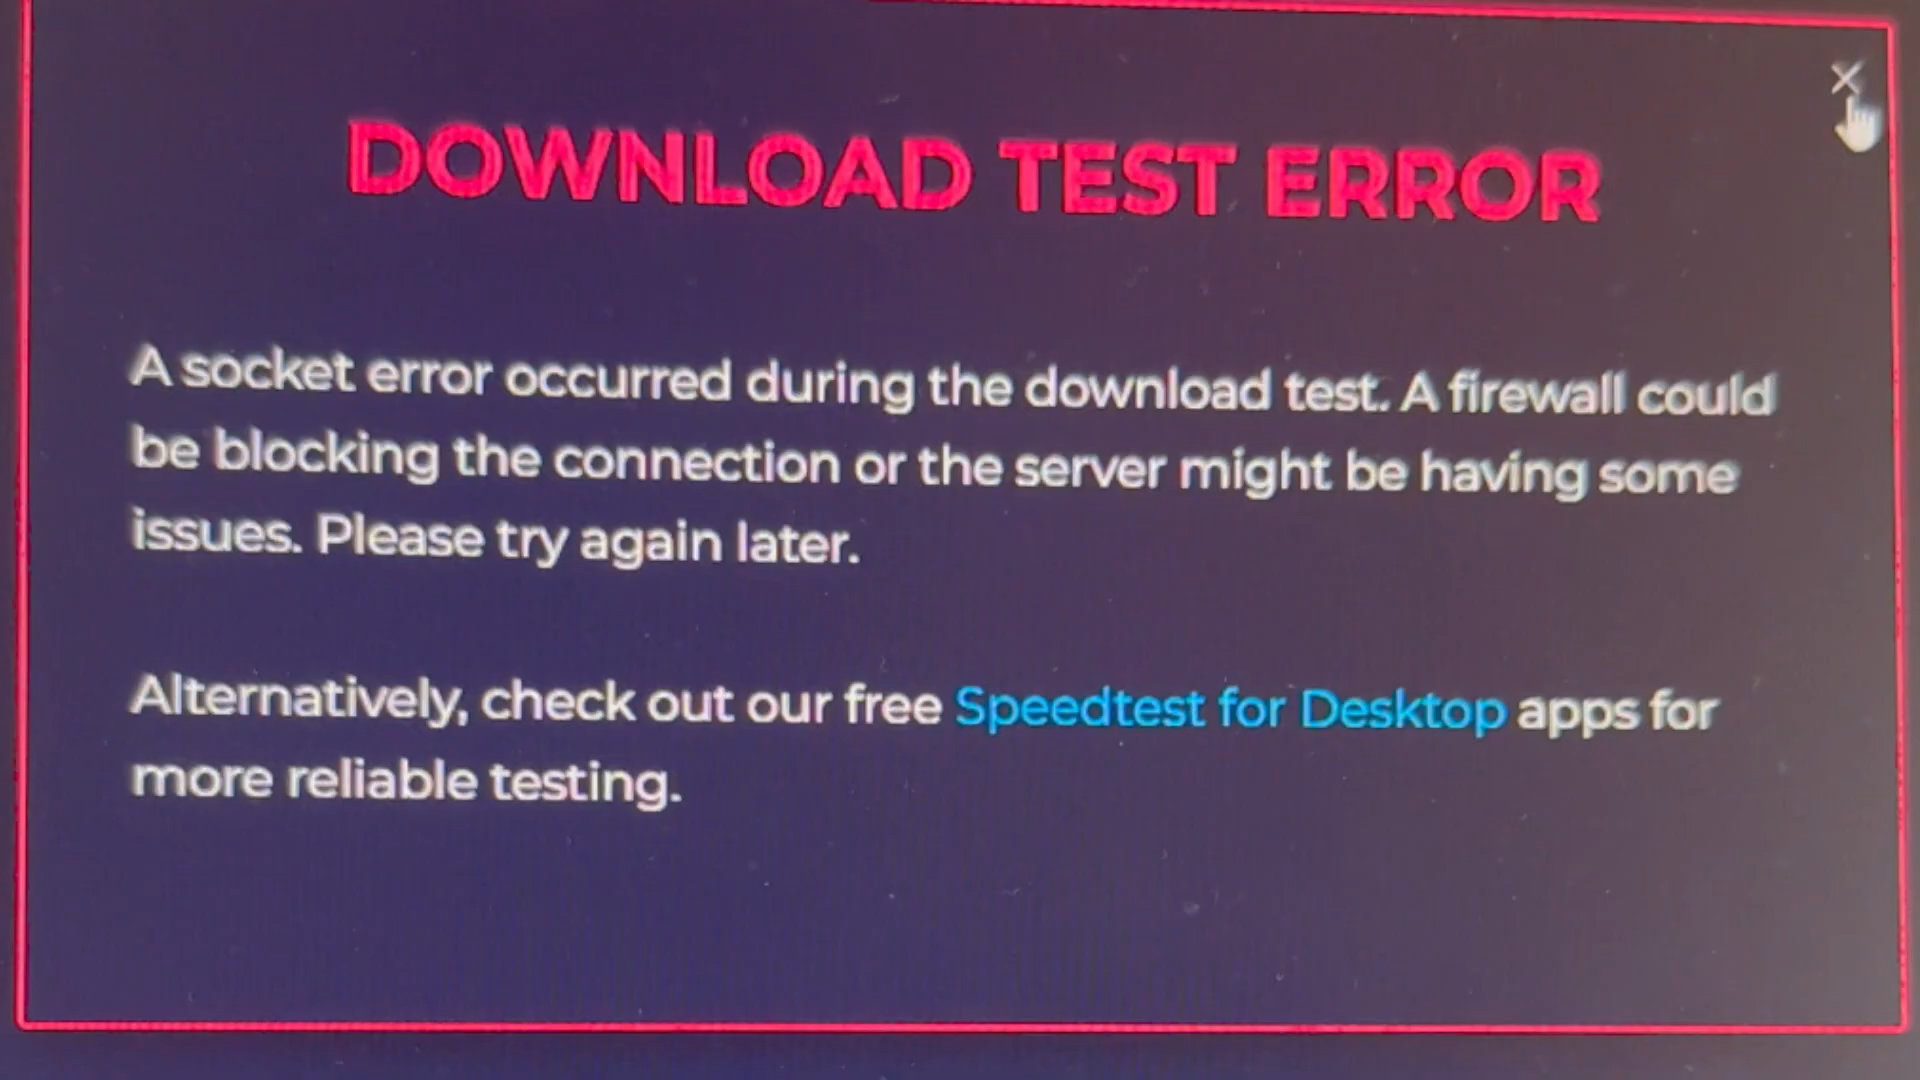 DOWNLOAD TEST ERROR
A socket error occurred during the download test. A firewall could
be blocking the connection or the server might be having some
issues. Please try again later.
Alternatively, check out our free Speedtest for Desktop apps for
more reliable testing.